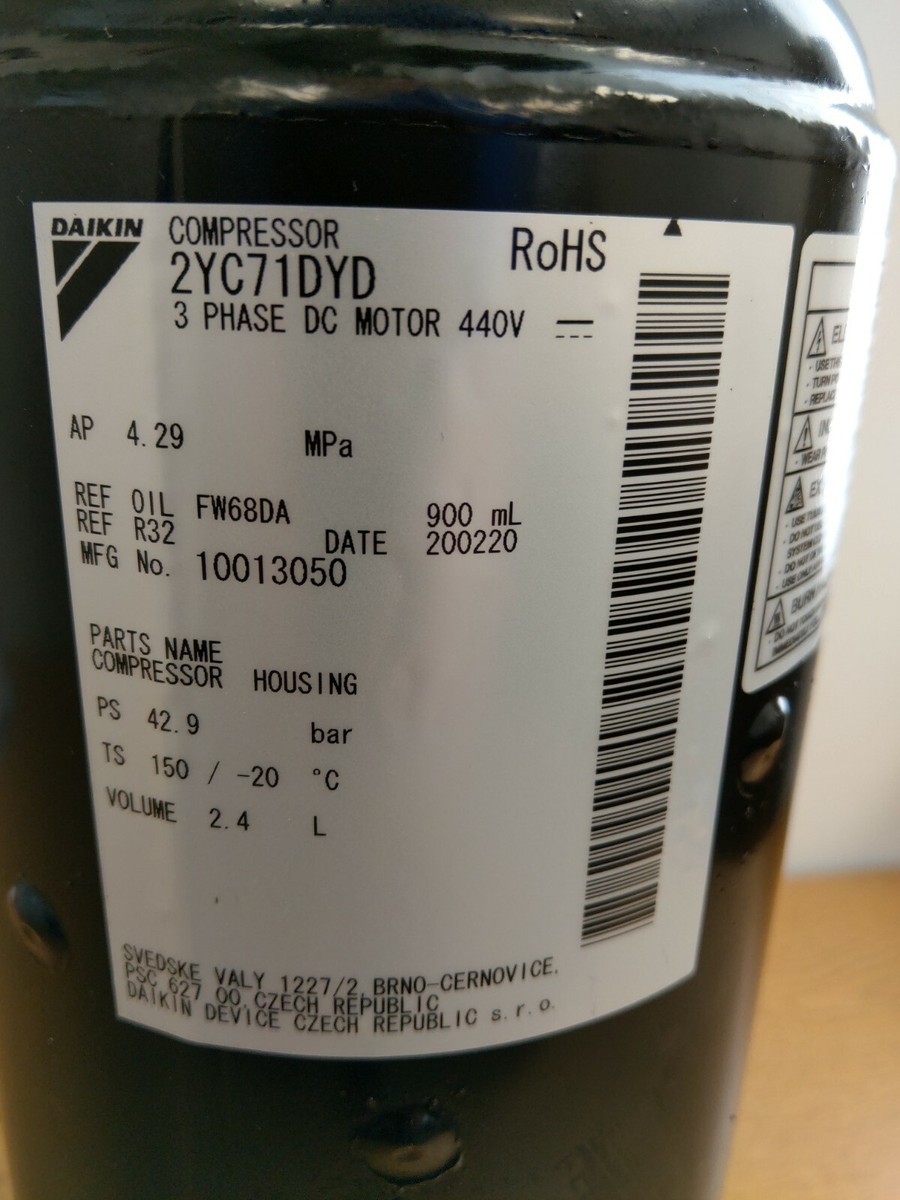 DAIKIN
COMPRESSOR
2YC71DYD
RoHS
3 PHASE DC MOTOR 440V
AP 4.29 MPa
REF OIL FW68DA 900 mL
REF R32 DATE 200220
MFG No. 10013050
PARTS NAME
COMPRESSOR HOUSING
PS 42.9 bar
TS 150 / -20 °C
VOLUME 2.4 L
SVEDSKE VALY 1227/2, BRNO-CERNOVICE,
PSC 627 00, CZECH REPUBLIC
DAIKIN DEVICE CZECH REPUBLIC s.r.o.